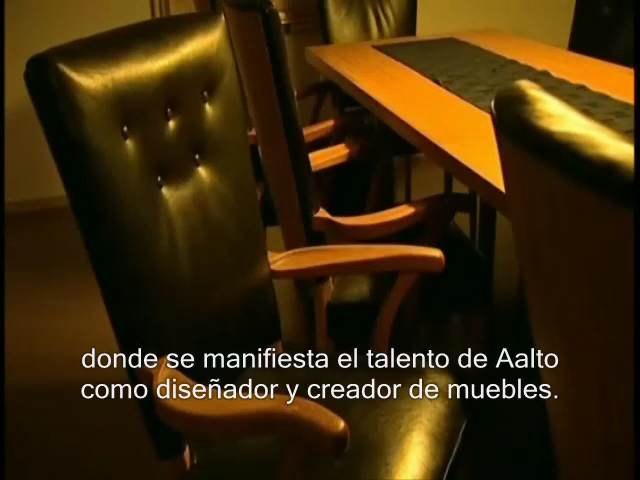 donde se manifiesta el talento de Aalto
como diseñador y creador de muebles.